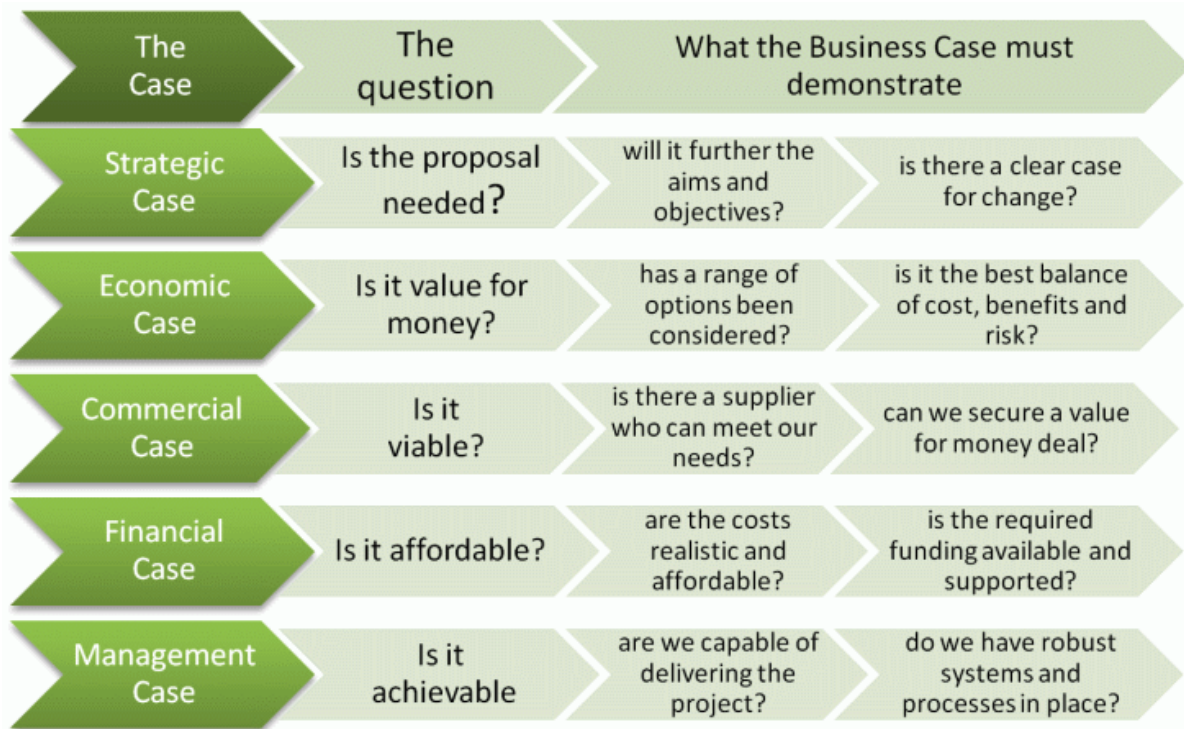 The
Case
The
question
What the Business Case must
demonstrate
Strategic
Case
Is the proposal
needed?
will it further the
aims and
objectives?
is there a clear case
for change?
Economic
Case
Is it value for
money?
has a range of
options been
considered?
is it the best balance
of cost, benefits and
risk?
Commercial
Case
Is it
viable?
is there a supplier
who can meet our
needs?
can we secure a value
for money deal?
Financial
Case
Is it affordable?
are the costs
realistic and
affordable?
is the required
funding available and
supported?
Management
Case
Is it
achievable
are we capable of
delivering the
project?
do we have robust
systems and
processes in place?